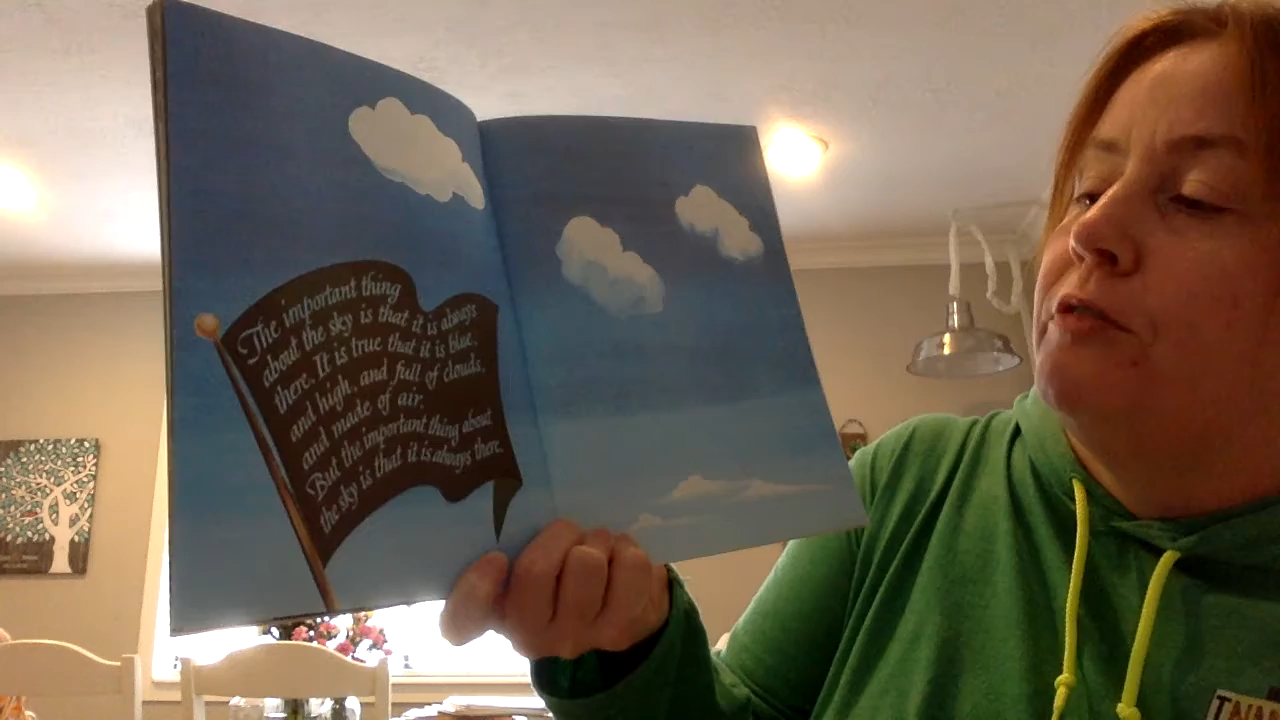 The important thing
about the sky is that it is always
there. It is true that it is blue,
and high, and full of clouds,
and made of air.
But the important thing about
the sky is that it is always there.